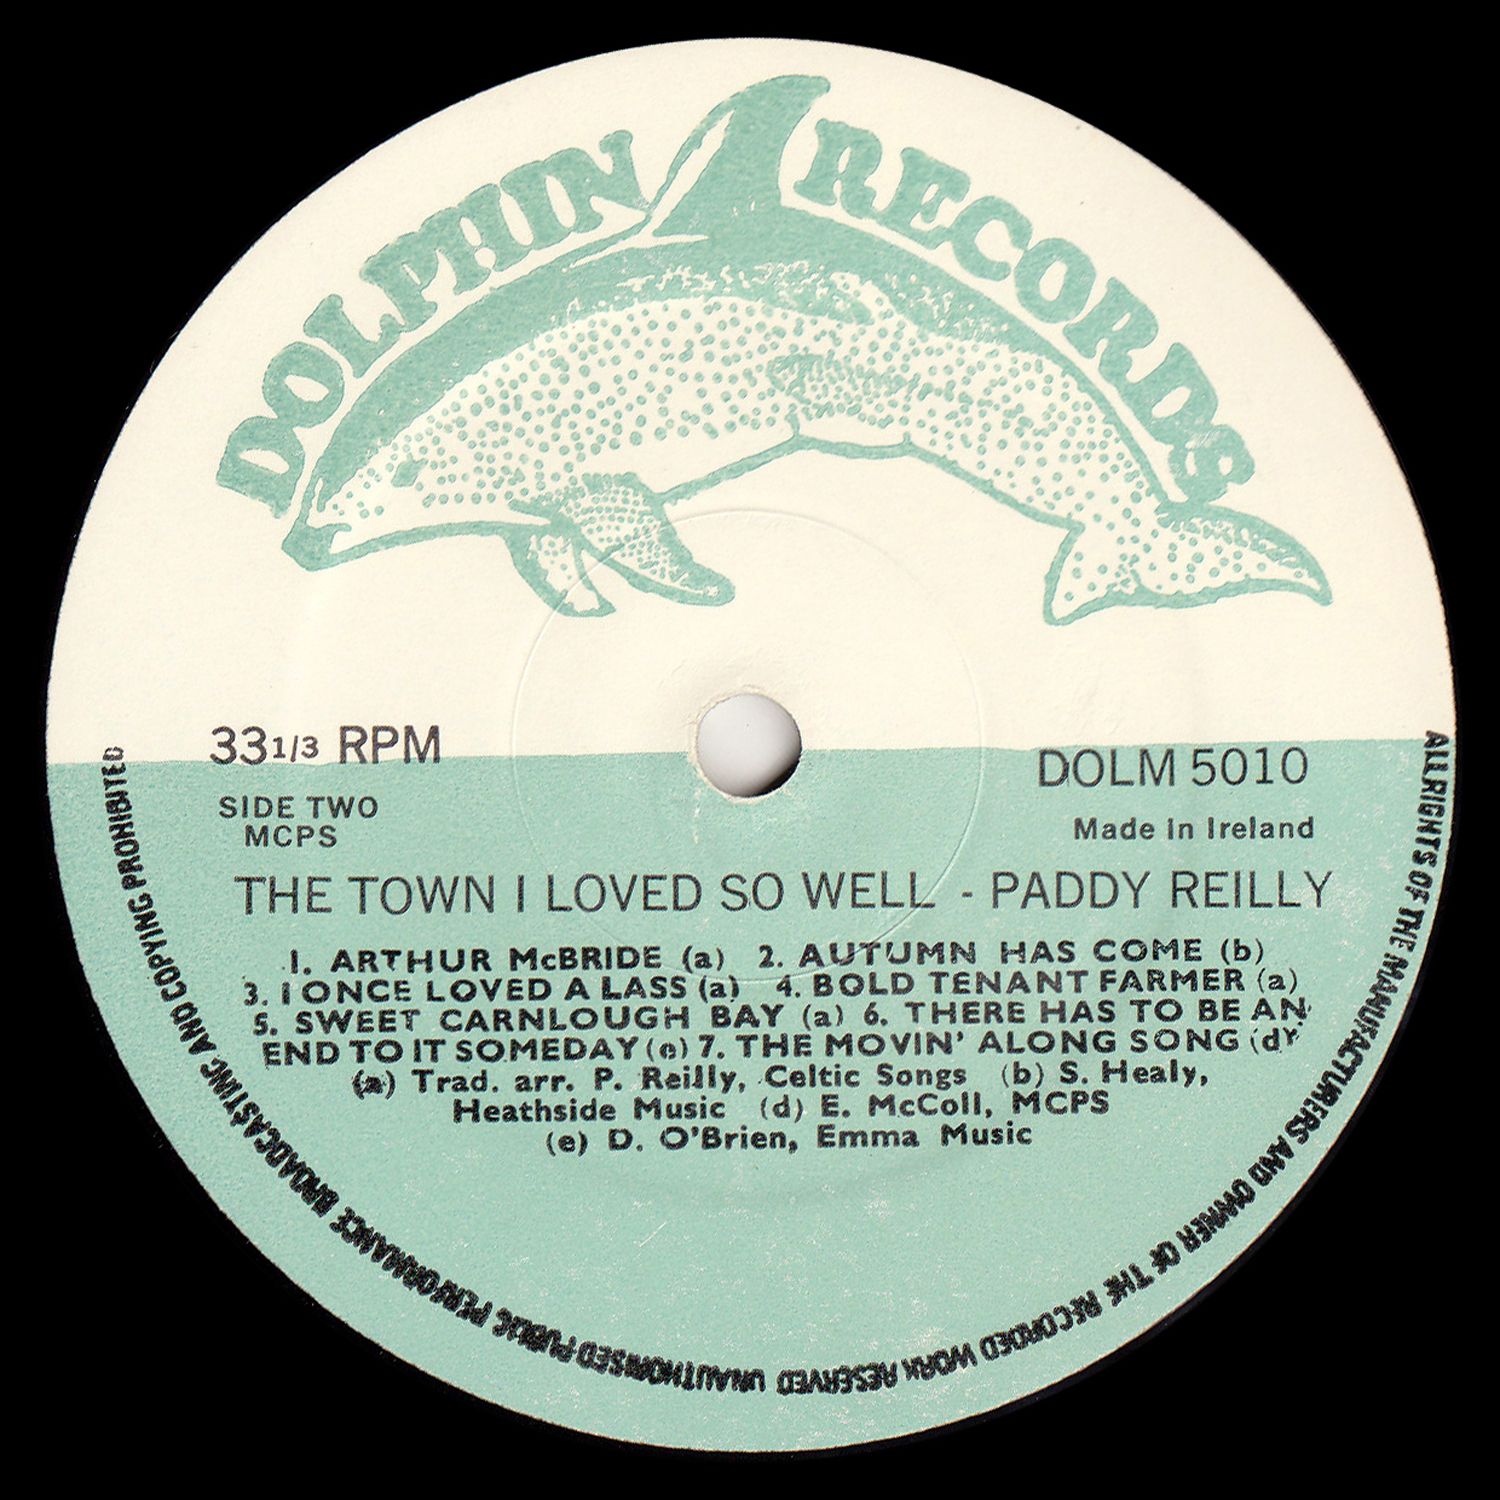 DOLPHIN RECORDS
33 1/3 RPM
SIDE TWO
MCPS
DOLM 5010
Made in Ireland
THE TOWN I LOVED SO WELL - PADDY REILLY
1. ARTHUR McBRIDE (a) 2. AUTUMN HAS COME (b)
3. I ONCE LOVED A LASS (a) 4. BOLD TENANT FARMER (a)
5. SWEET CARNLOUGH BAY (a) 6. THERE HAS TO BE AN
END TO IT SOMEDAY (e) 7. THE MOVIN' ALONG SONG (d)
(a) Trad. arr. P. Reilly, Celtic Songs (b) S. Healy,
Heathside Music (d) E. McColl, MCPS
(e) D. O'Brien, Emma Music
ALL RIGHTS OF THE MANUFACTURERS AND OWNER OF THE RECORDED WORK RESERVED UNAUTHORISED PUBLIC PERFORMANCE BROADCASTING AND COPYING PROHIBITED